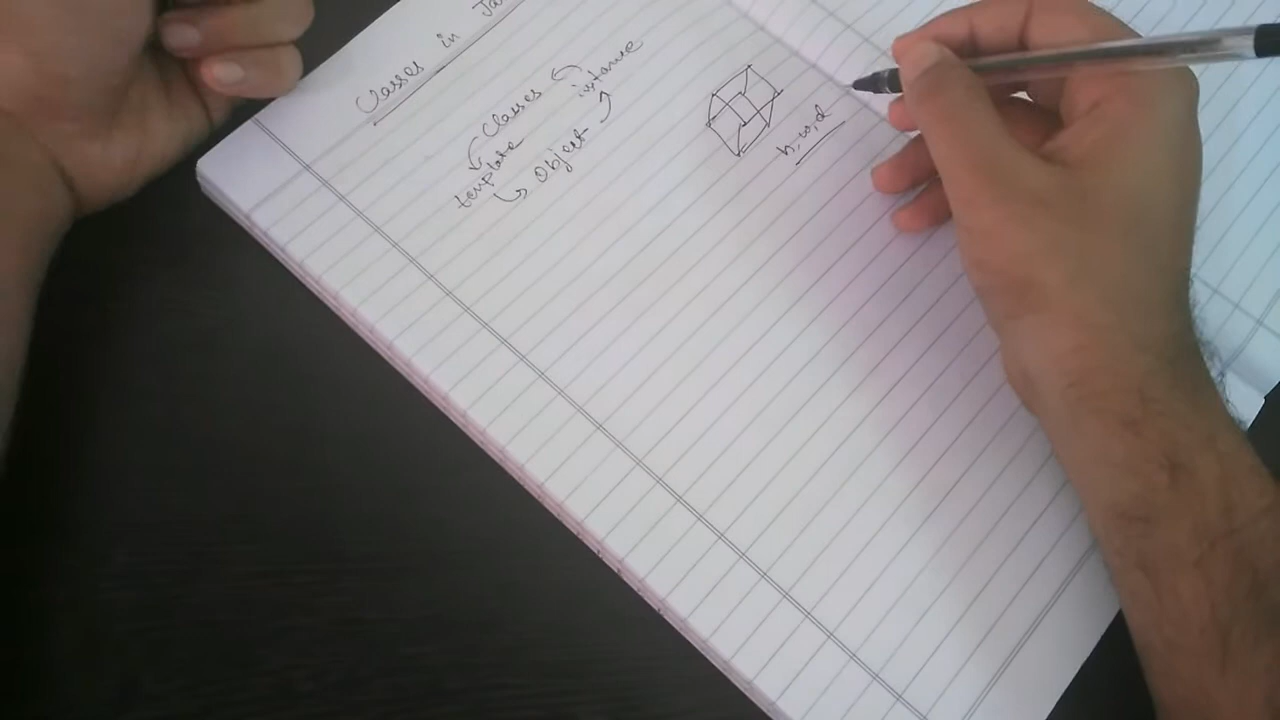 Classes in Ja
Classes
instance
template
Object
h, w, d